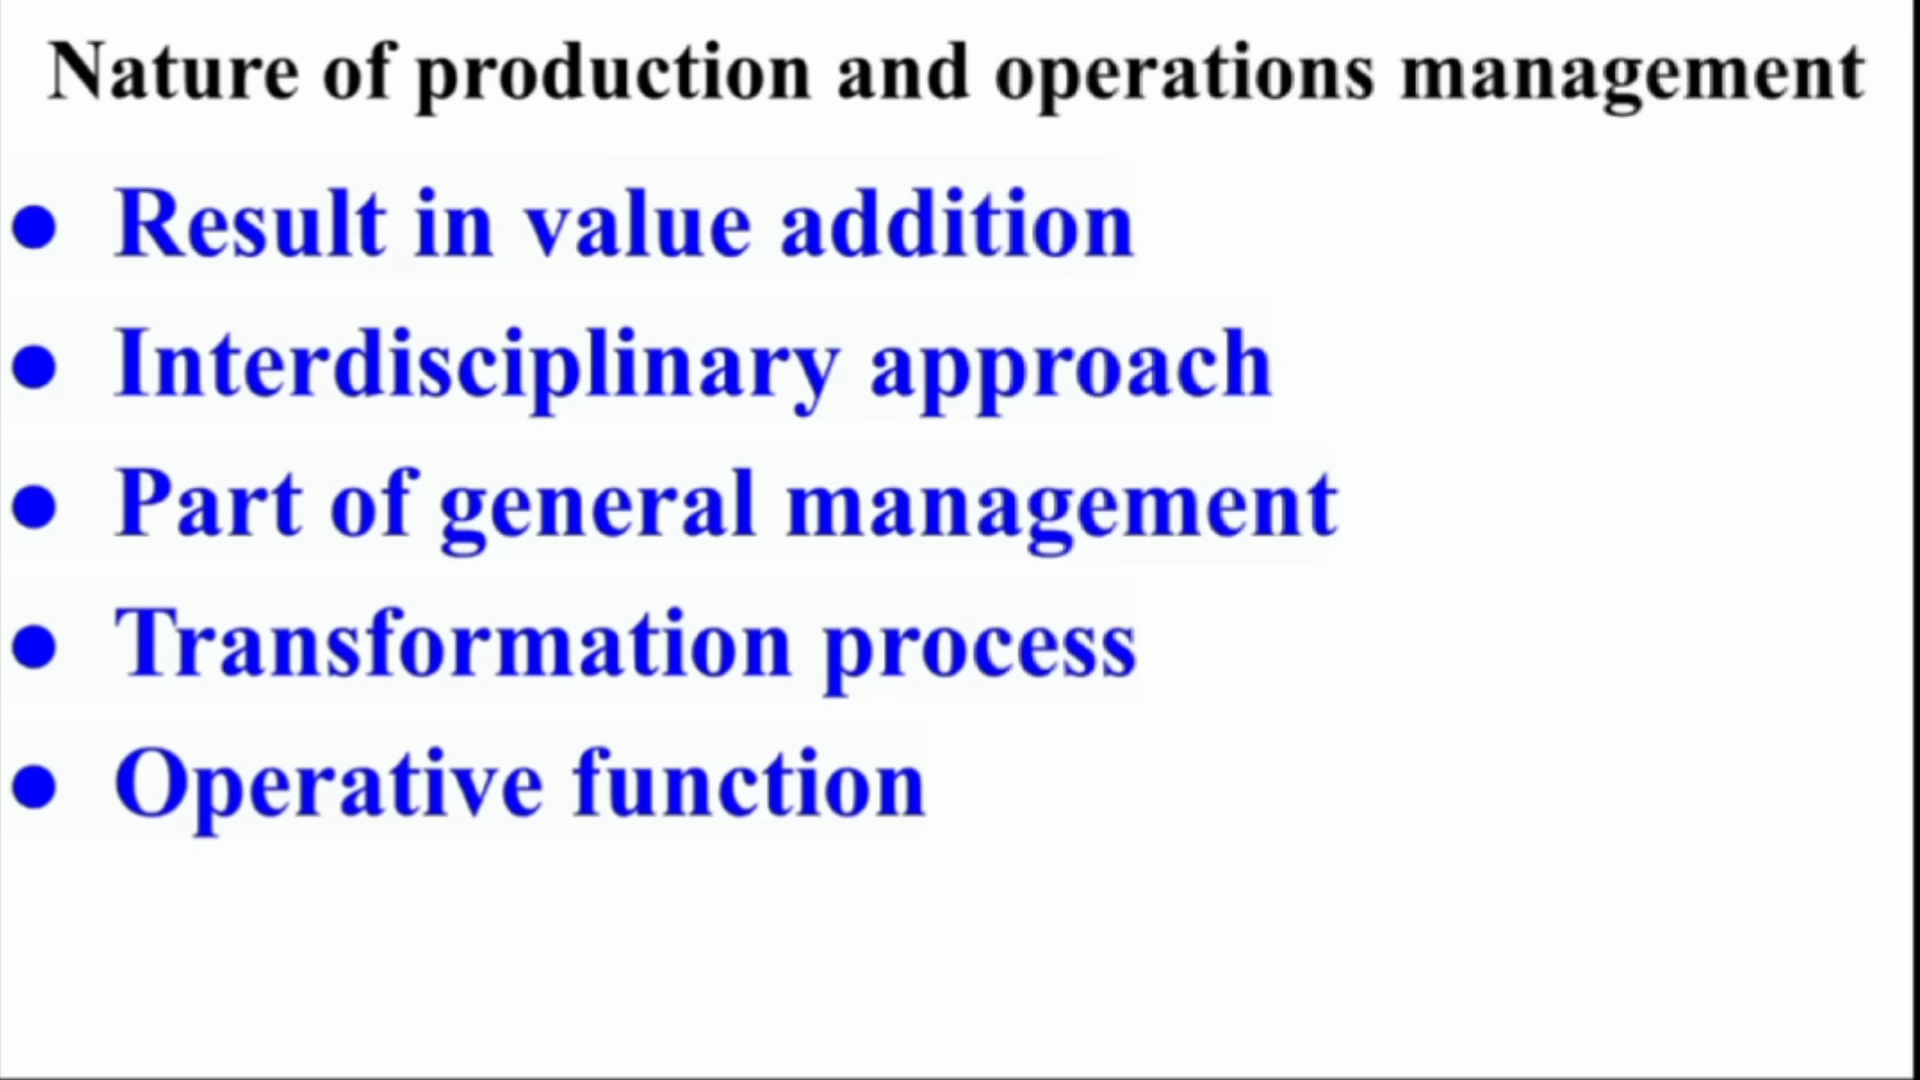 Nature of production and operations management
● Result in value addition
● Interdisciplinary approach
● Part of general management
● Transformation process
● Operative function